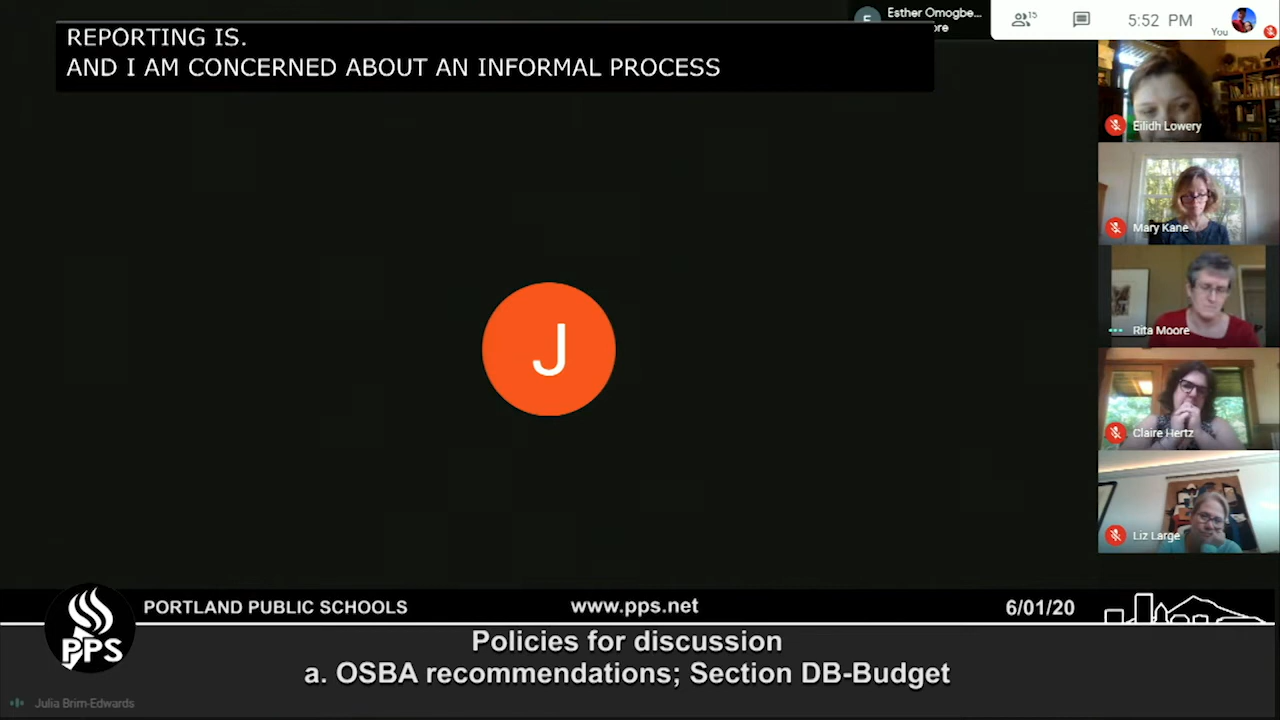 REPORTING IS.
AND I AM CONCERNED ABOUT AN INFORMAL PROCESS
E
Esther Omogbe...
ore
15
5:52 PM
You
Eilidh Lowery
Mary Kane
Rita Moore
Claire Hertz
Liz Large
J
PORTLAND PUBLIC SCHOOLS
www.pps.net
6/01/20
PPS
Policies for discussion
a. OSBA recommendations; Section DB-Budget
Julia Brim-Edwards